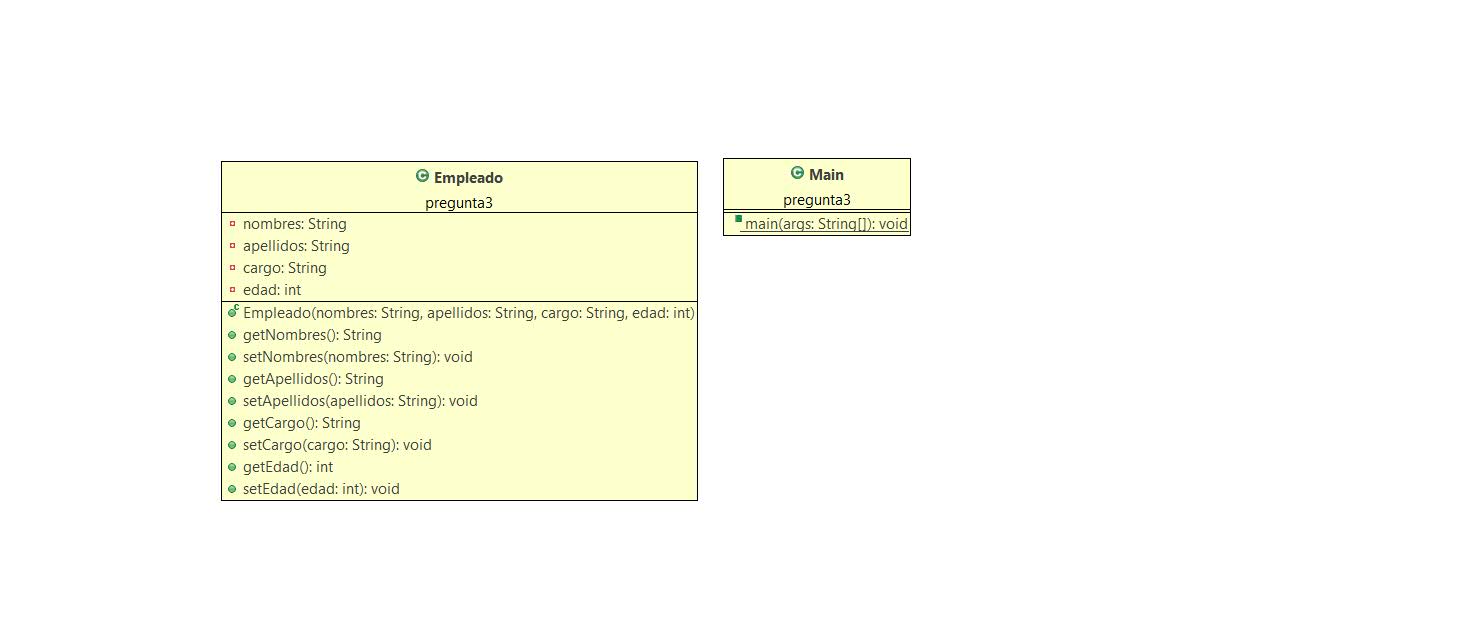 Empleado
pregunta3
nombres: String
apellidos: String
cargo: String
edad: int
Empleado(nombres: String, apellidos: String, cargo: String, edad: int)
getNombres(): String
setNombres(nombres: String): void
getApellidos(): String
setApellidos(apellidos: String): void
getCargo(): String
setCargo(cargo: String): void
getEdad(): int
setEdad(edad: int): void
Main
pregunta3
main(args: String[]): void